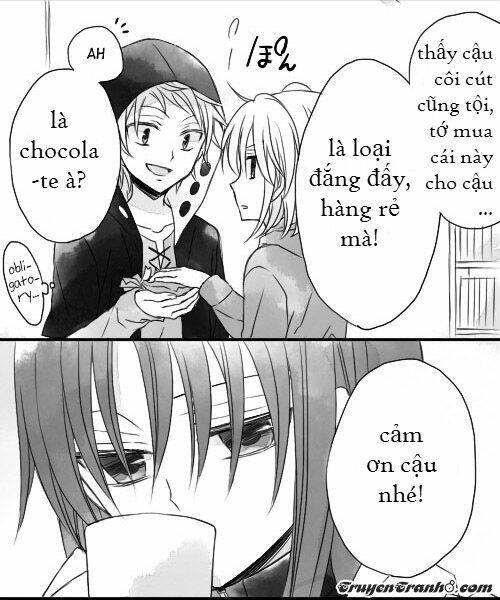 thấy cậu
côi cút
cũng tội,
tớ mua
cái này
cho cậu
...
ぽん
là loại
đắng đấy,
hàng rẻ
mà!
AH
là
chocola
-te à?
obli-
gato-
ry...
cảm
ơn cậu
nhé!
TruyenTranh8.com